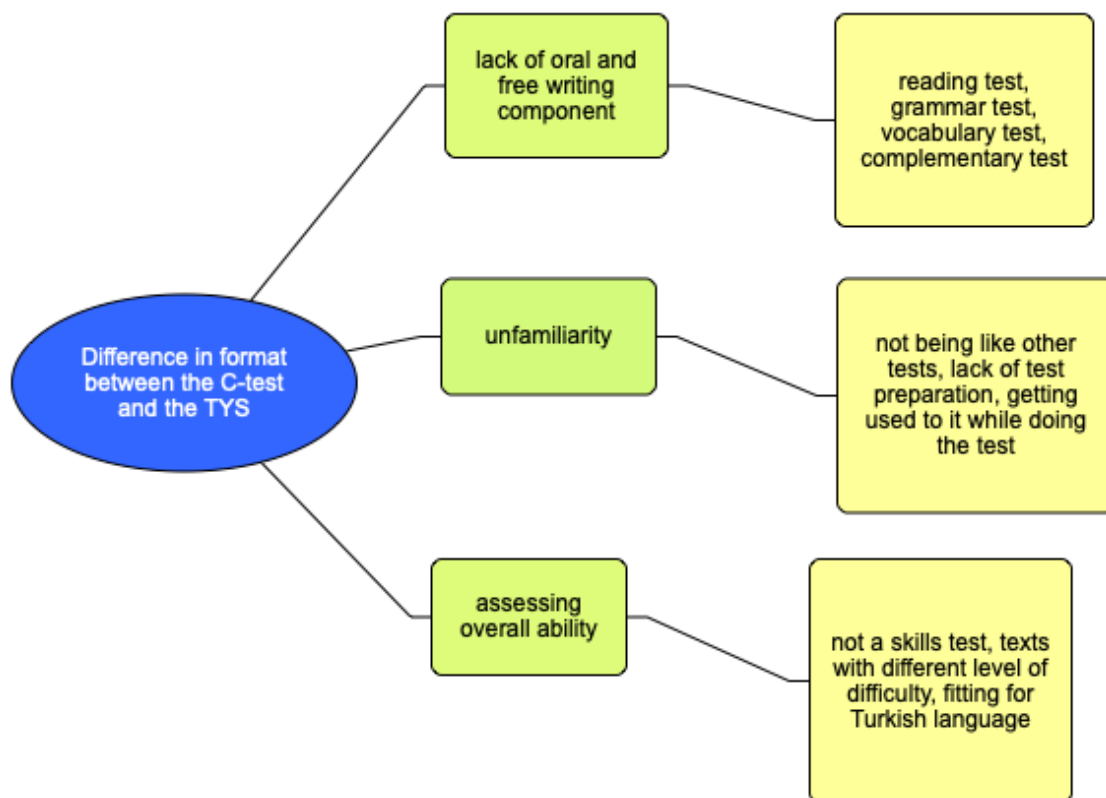 lack of oral and
free writing
component
reading test,
grammar test,
vocabulary test,
complementary test
Difference in format
between the C-test
and the TYS
unfamiliarity
not being like other
tests, lack of test
preparation, getting
used to it while doing
the test
assessing
overall ability
not a skills test, texts
with different level of
difficulty, fitting for
Turkish language